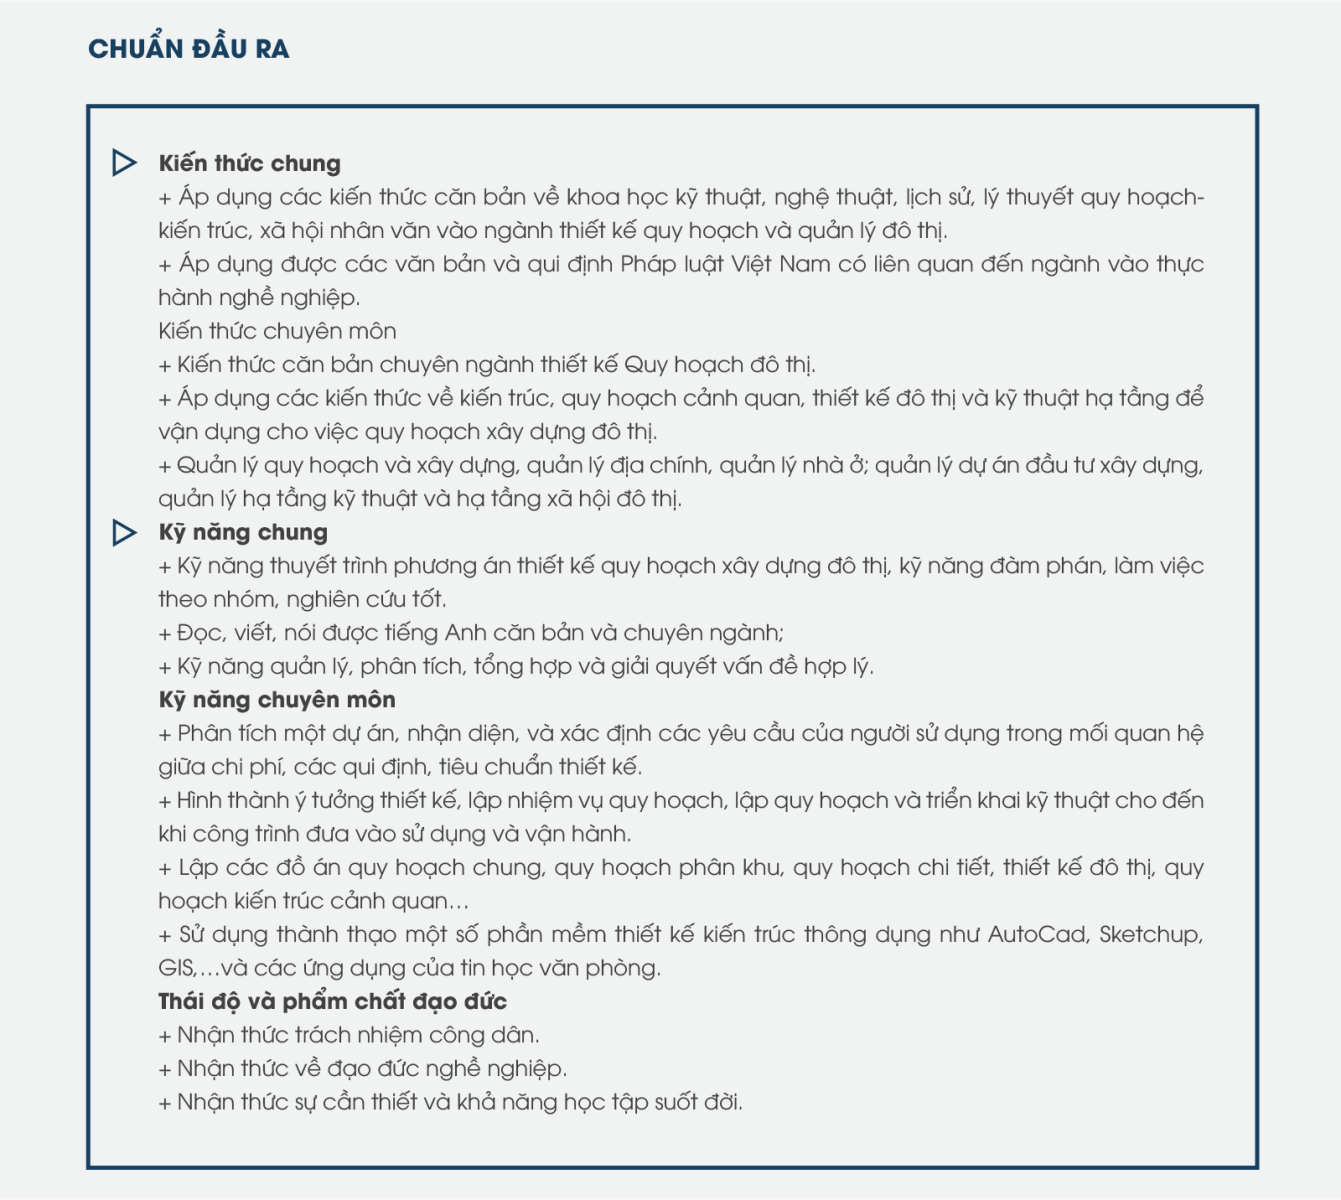 CHUẨN ĐẦU RA
Kiến thức chung
+ Áp dụng các kiến thức căn bản về khoa học kỹ thuật, nghệ thuật, lịch sử, lý thuyết quy hoạch-
kiến trúc, xã hội nhân văn vào ngành thiết kế quy hoạch và quản lý đô thị.
+ Áp dụng được các văn bản và qui định Pháp luật Việt Nam có liên quan đến ngành vào thực
hành nghề nghiệp.
Kiến thức chuyên môn
+ Kiến thức căn bản chuyên ngành thiết kế Quy hoạch đô thị.
+ Áp dụng các kiến thức về kiến trúc, quy hoạch cảnh quan, thiết kế đô thị và kỹ thuật hạ tầng để
vận dụng cho việc quy hoạch xây dựng đô thị.
+ Quản lý quy hoạch và xây dựng, quản lý địa chính, quản lý nhà ở; quản lý dự án đầu tư xây dựng,
quản lý hạ tầng kỹ thuật và hạ tầng xã hội đô thị.
Kỹ năng chung
+ Kỹ năng thuyết trình phương án thiết kế quy hoạch xây dựng đô thị, kỹ năng đàm phán, làm việc
theo nhóm, nghiên cứu tốt.
+ Đọc, viết, nói được tiếng Anh căn bản và chuyên ngành;
+ Kỹ năng quản lý, phân tích, tổng hợp và giải quyết vấn đề hợp lý.
Kỹ năng chuyên môn
+ Phân tích một dự án, nhận diện, và xác định các yêu cầu của người sử dụng trong mối quan hệ
giữa chi phí, các qui định, tiêu chuẩn thiết kế.
+ Hình thành ý tưởng thiết kế, lập nhiệm vụ quy hoạch, lập quy hoạch và triển khai kỹ thuật cho đến
khi công trình đưa vào sử dụng và vận hành.
+ Lập các đồ án quy hoạch chung, quy hoạch phân khu, quy hoạch chi tiết, thiết kế đô thị, quy
hoạch kiến trúc cảnh quan…
+ Sử dụng thành thạo một số phần mềm thiết kế kiến trúc thông dụng như AutoCad, Sketchup,
GIS,…và các ứng dụng của tin học văn phòng.
Thái độ và phẩm chất đạo đức
+ Nhận thức trách nhiệm công dân.
+ Nhận thức về đạo đức nghề nghiệp.
+ Nhận thức sự cần thiết và khả năng học tập suốt đời.